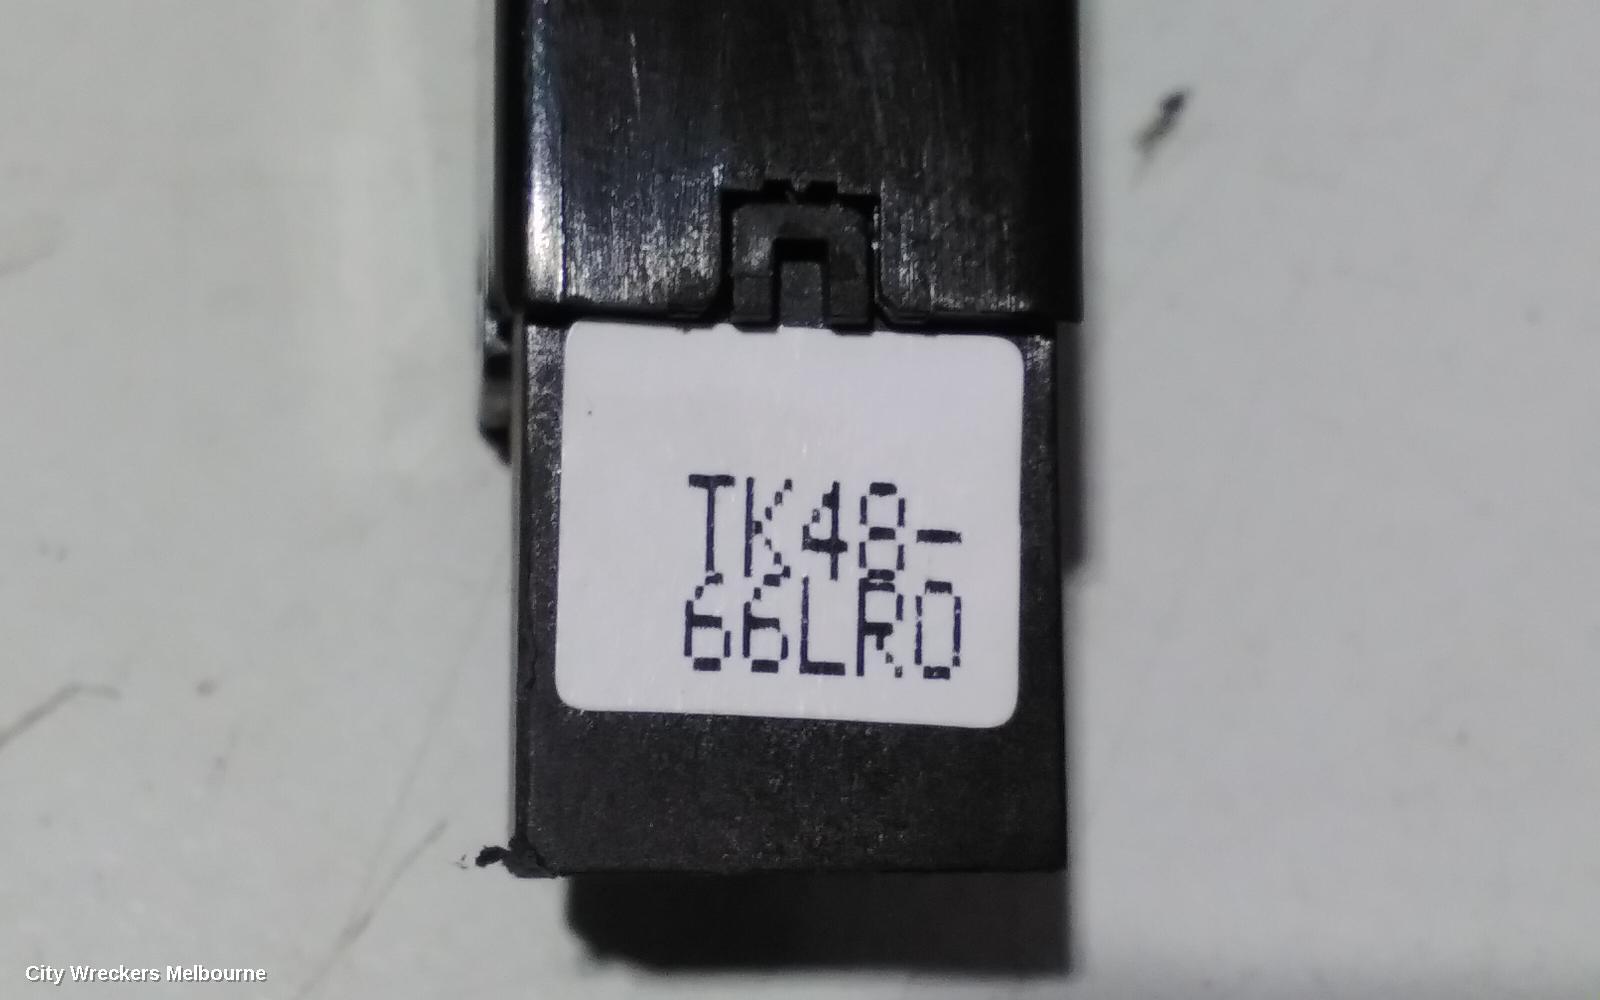 TK48-
66LR0
City Wreckers Melbourne